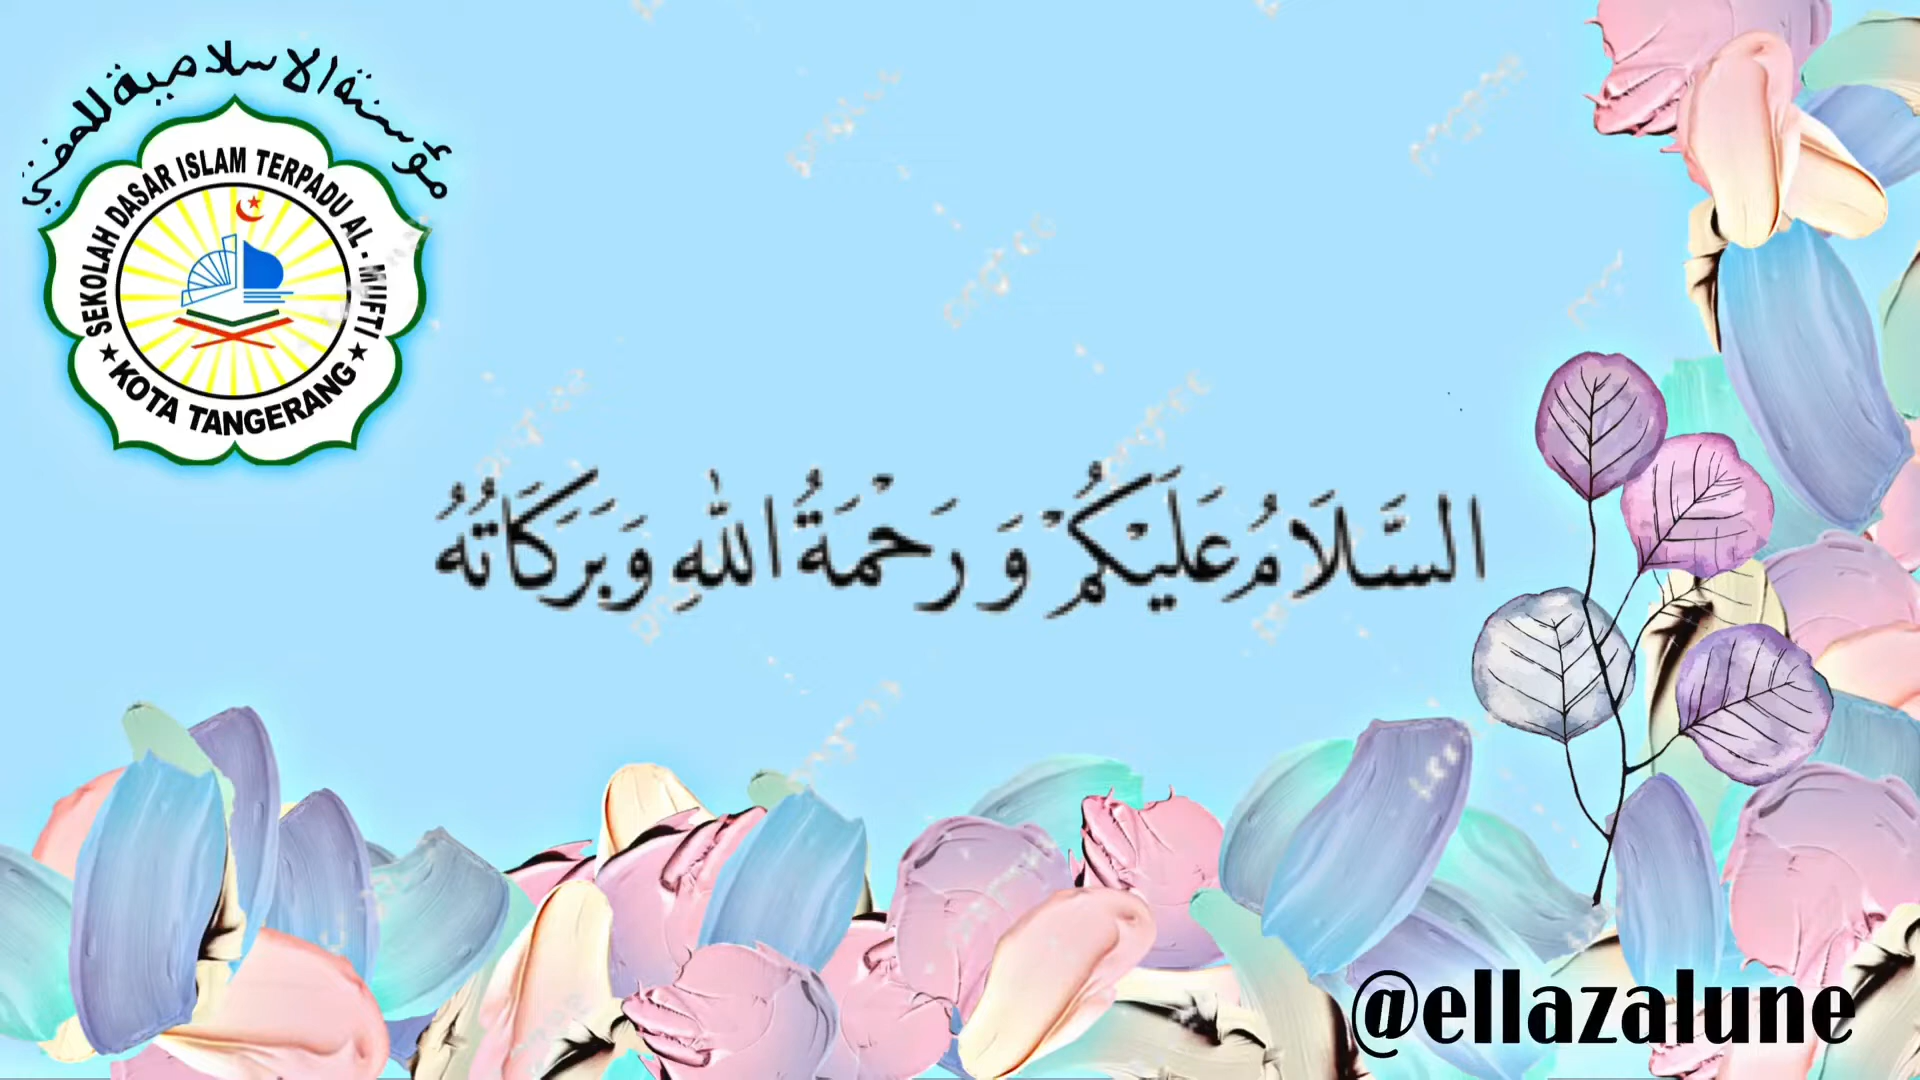 مؤسسة الاسلامية للمفتي
SEKOLAH DASAR ISLAM TERPADU AL - MUFTI
★ KOTA TANGERANG ★
السَّلَامُ عَلَيْكُمْ وَ رَحْمَةُ اللهِ وَبَرَكَاتُهُ
@ellazalune